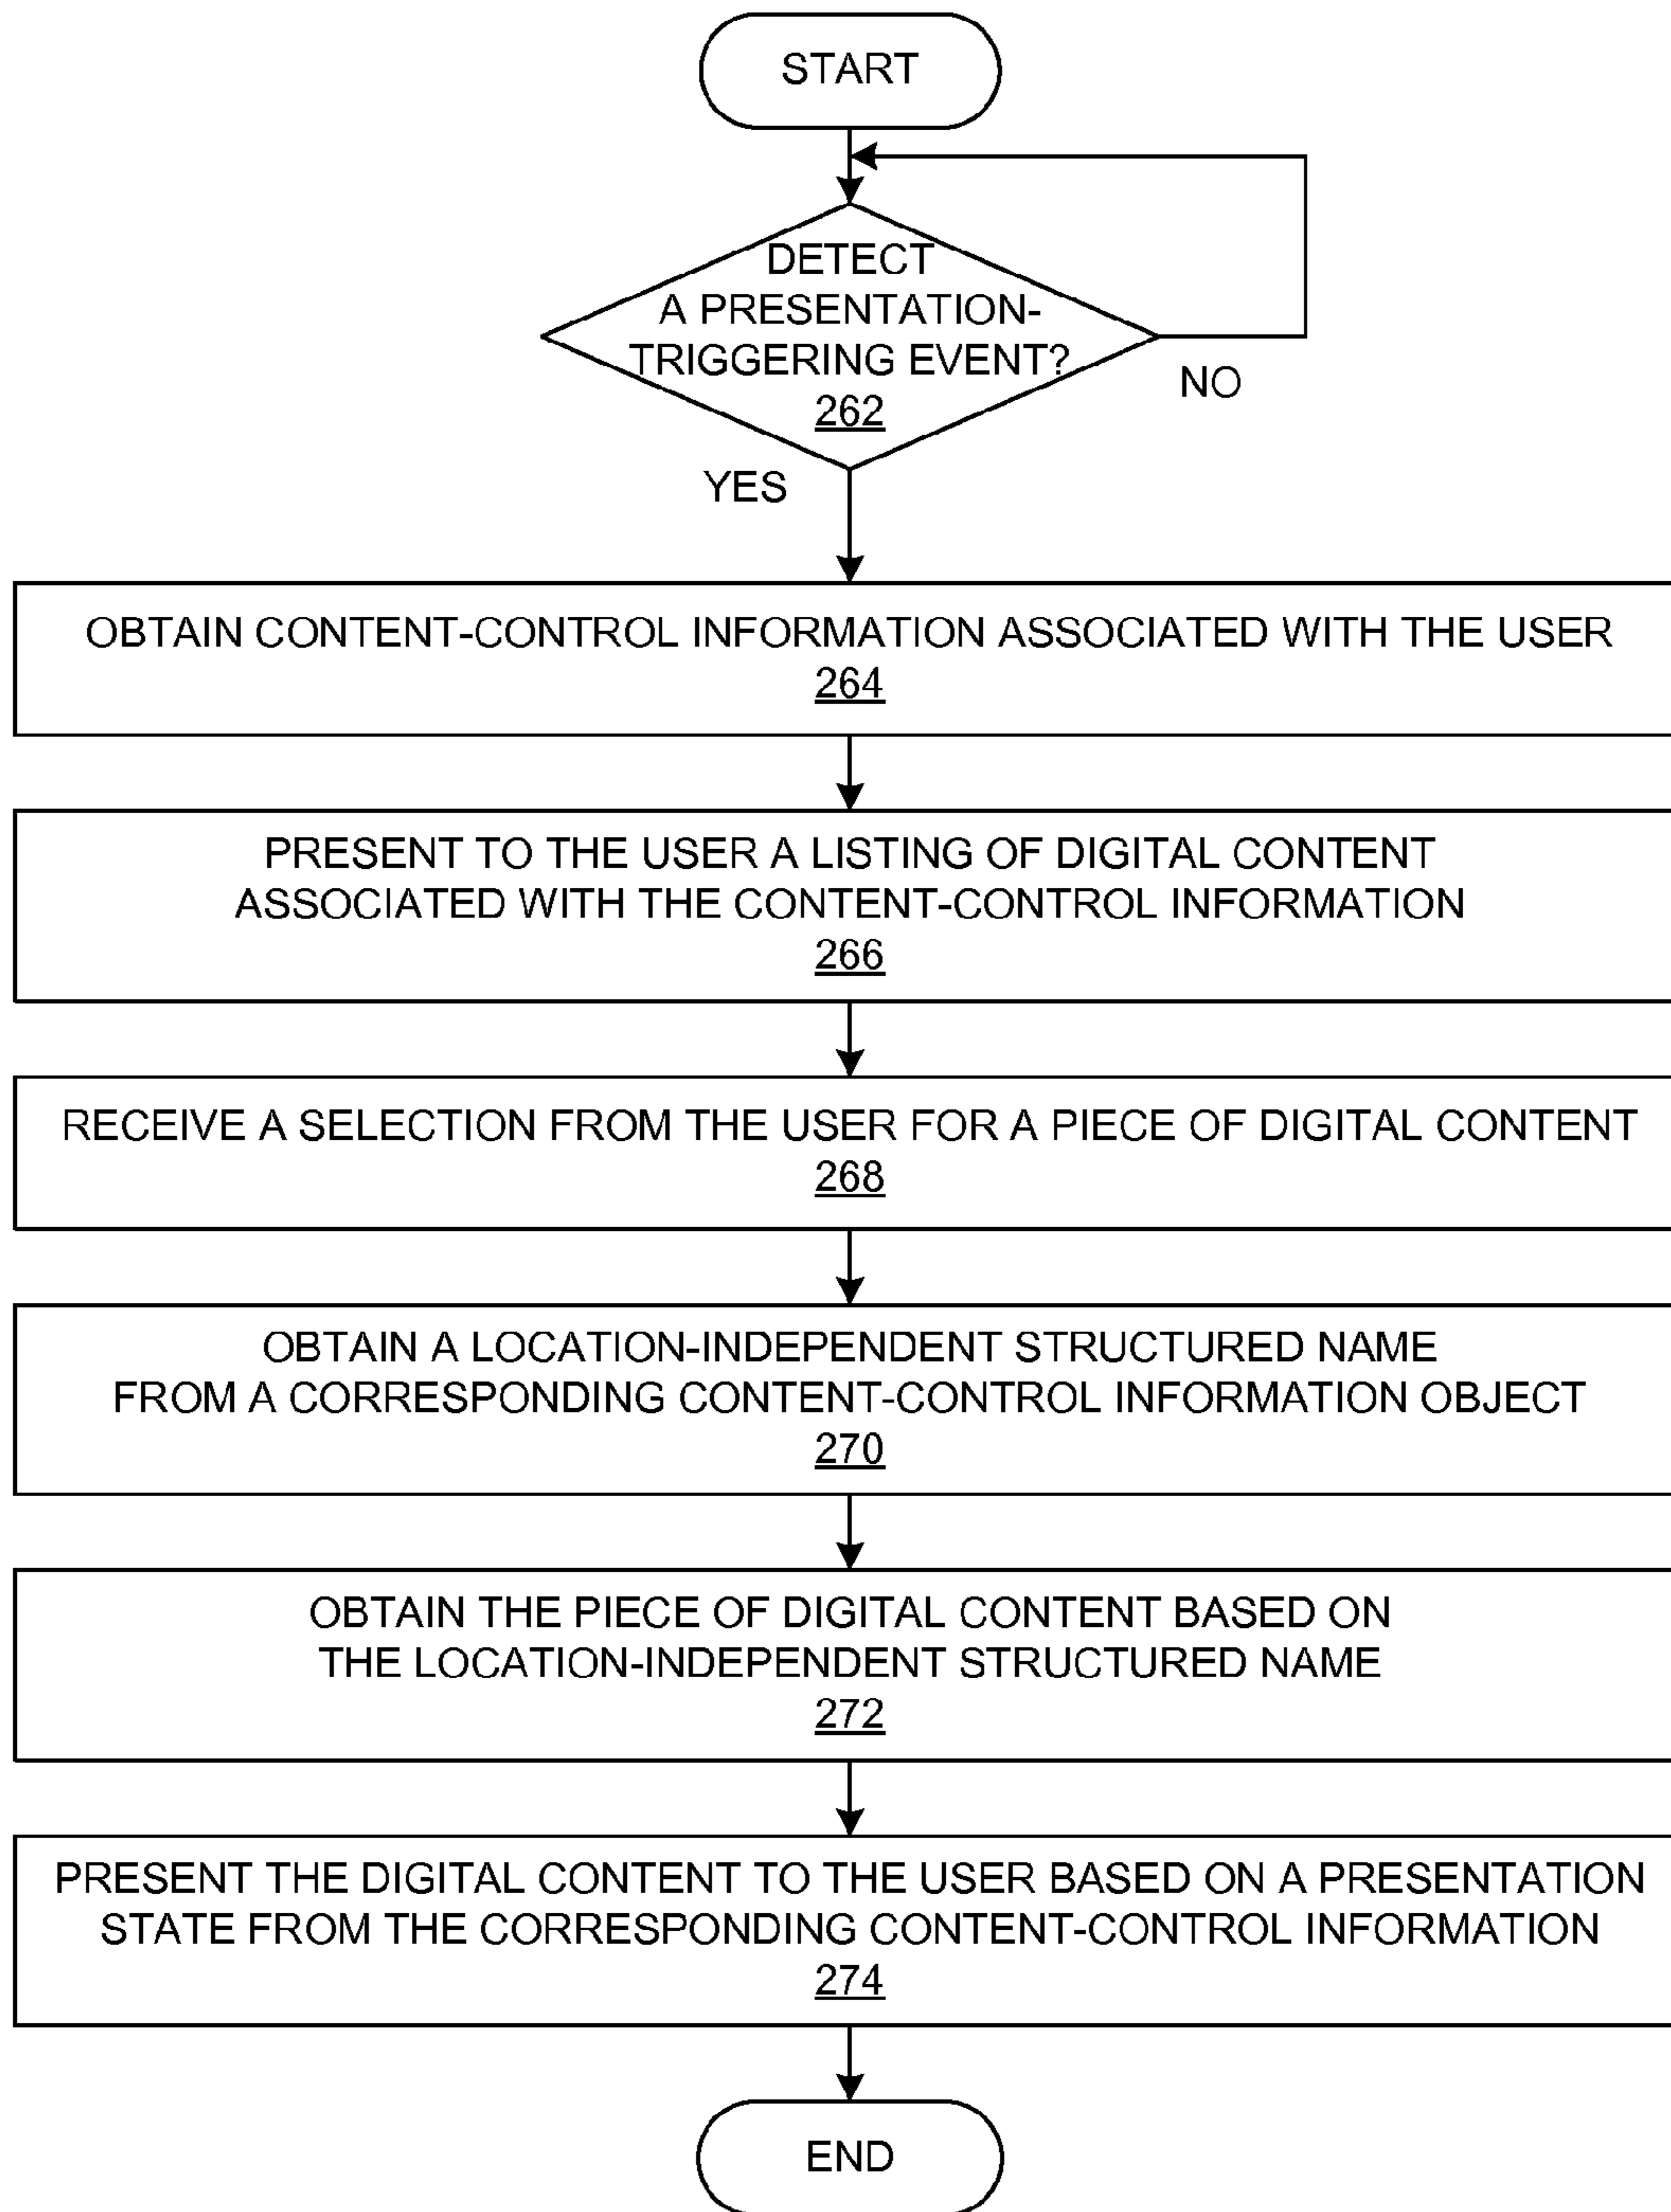 START
DETECT
A PRESENTATION-
TRIGGERING EVENT?
262
NO
YES
OBTAIN CONTENT-CONTROL INFORMATION ASSOCIATED WITH THE USER
264
PRESENT TO THE USER A LISTING OF DIGITAL CONTENT
ASSOCIATED WITH THE CONTENT-CONTROL INFORMATION
266
RECEIVE A SELECTION FROM THE USER FOR A PIECE OF DIGITAL CONTENT
268
OBTAIN A LOCATION-INDEPENDENT STRUCTURED NAME
FROM A CORRESPONDING CONTENT-CONTROL INFORMATION OBJECT
270
OBTAIN THE PIECE OF DIGITAL CONTENT BASED ON
THE LOCATION-INDEPENDENT STRUCTURED NAME
272
PRESENT THE DIGITAL CONTENT TO THE USER BASED ON A PRESENTATION
STATE FROM THE CORRESPONDING CONTENT-CONTROL INFORMATION
274
END